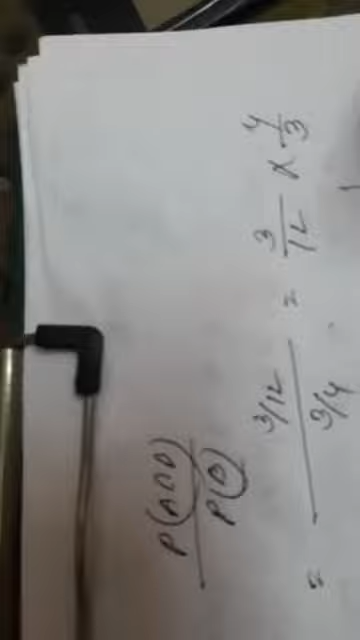 P(A∩B)/P(B)
= (3/12)/(3/4) = 3/12 × 4/3